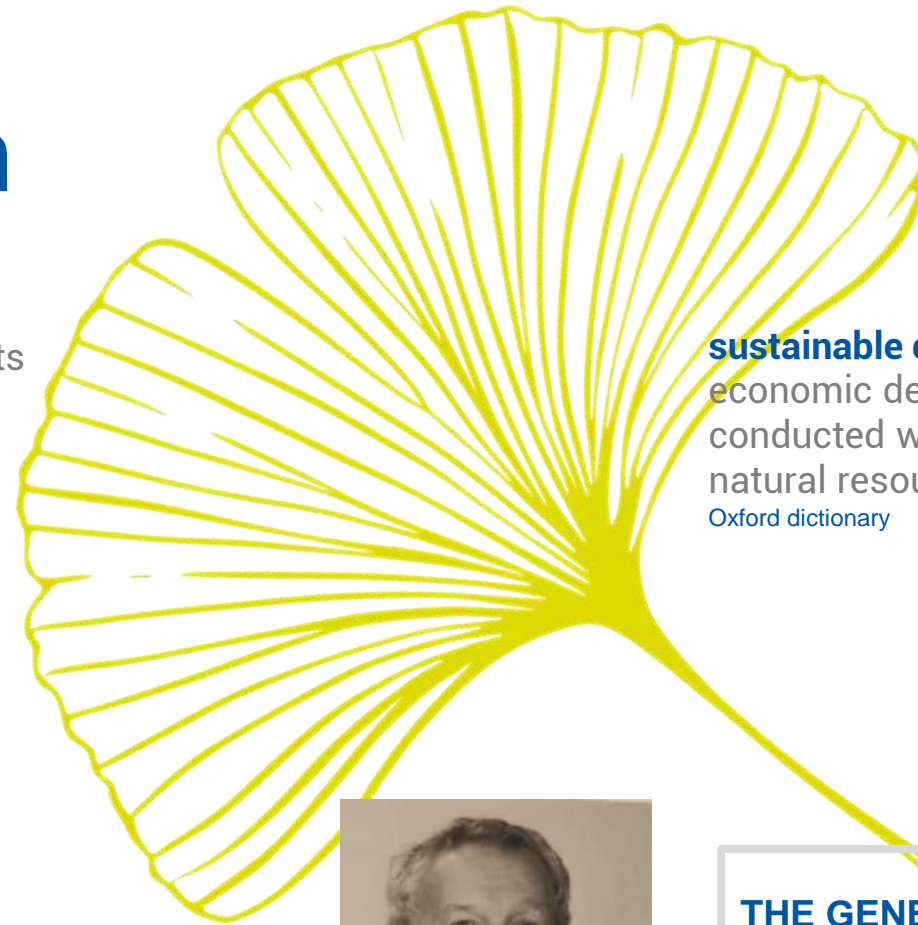 n
ts
sustainable
economic de
conducted w
natural resou
Oxford dictionary
THE GENE